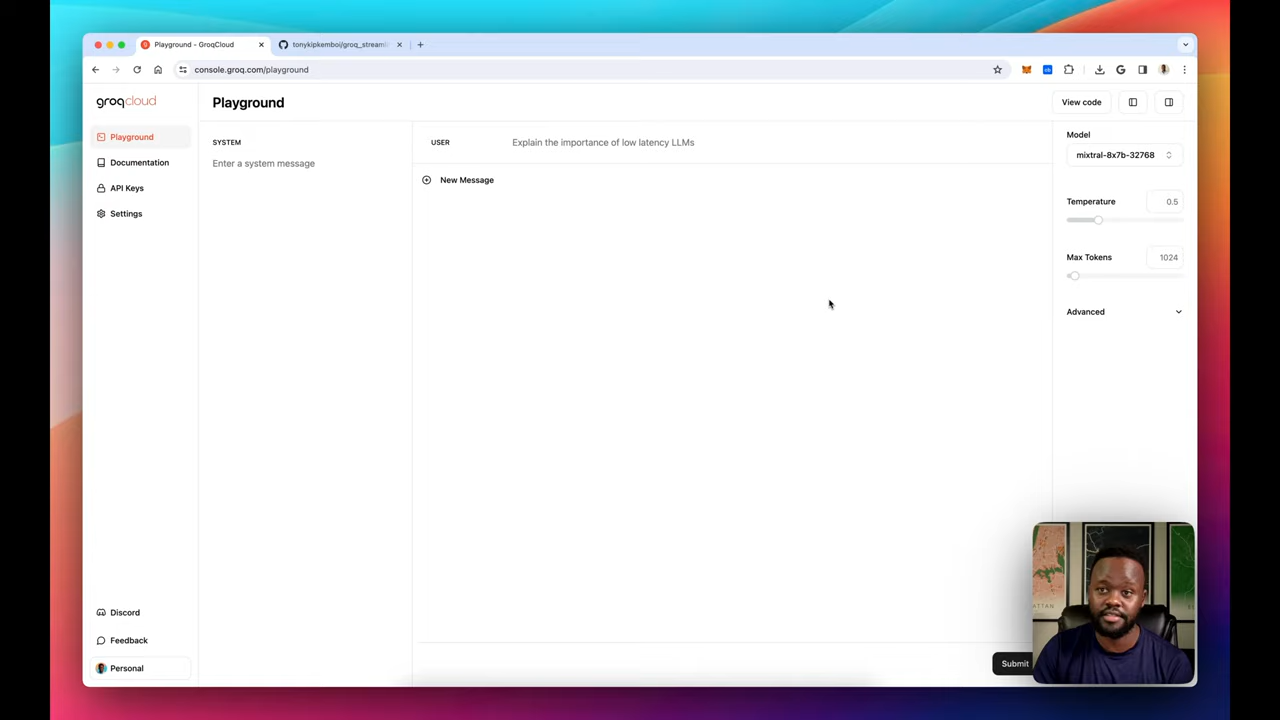 Playground - GroqCloud
tonykipkemboi/groq_streamli
console.groq.com/playground
groqcloud
Playground
View code
Playground
Documentation
API Keys
Settings
SYSTEM
Enter a system message
USER
Explain the importance of low latency LLMs
New Message
Model
mixtral-8x7b-32768
Temperature
0.5
Max Tokens
1024
Advanced
Discord
Feedback
Personal
Submit
ATTAN